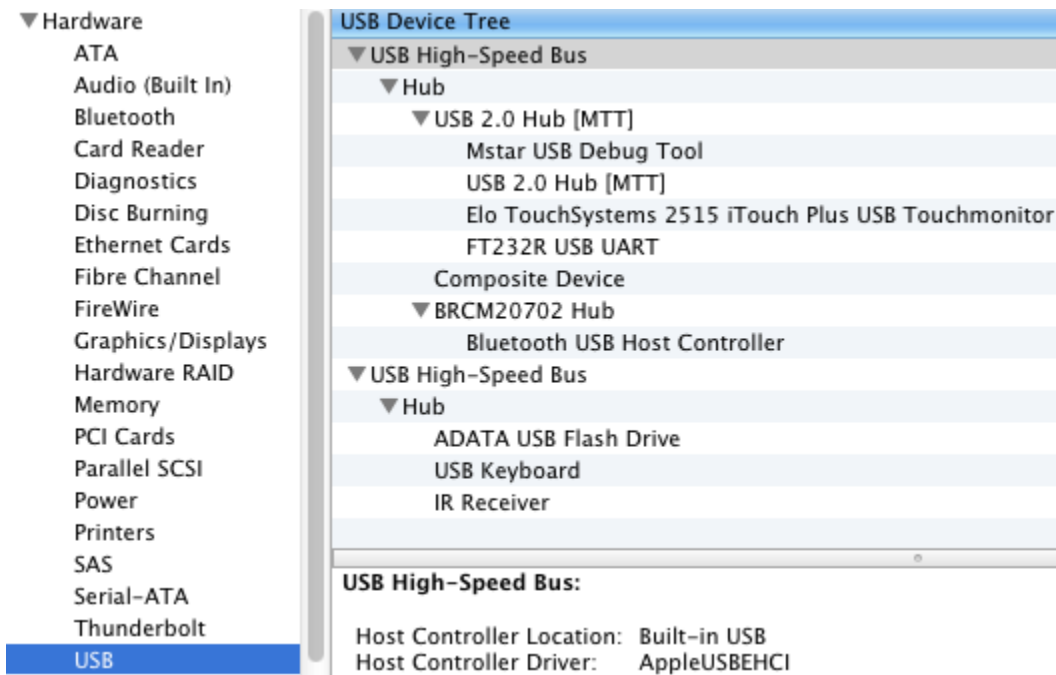 Hardware
ATA
Audio (Built In)
Bluetooth
Card Reader
Diagnostics
Disc Burning
Ethernet Cards
Fibre Channel
FireWire
Graphics/Displays
Hardware RAID
Memory
PCI Cards
Parallel SCSI
Power
Printers
SAS
Serial-ATA
Thunderbolt
USB
USB Device Tree
USB High-Speed Bus
Hub
USB 2.0 Hub [MTT]
Mstar USB Debug Tool
USB 2.0 Hub [MTT]
Elo TouchSystems 2515 iTouch Plus USB Touchmonitor
FT232R USB UART
Composite Device
BRCM20702 Hub
Bluetooth USB Host Controller
USB High-Speed Bus
Hub
ADATA USB Flash Drive
USB Keyboard
IR Receiver
USB High-Speed Bus:
Host Controller Location: Built-in USB
Host Controller Driver: AppleUSBEHCI